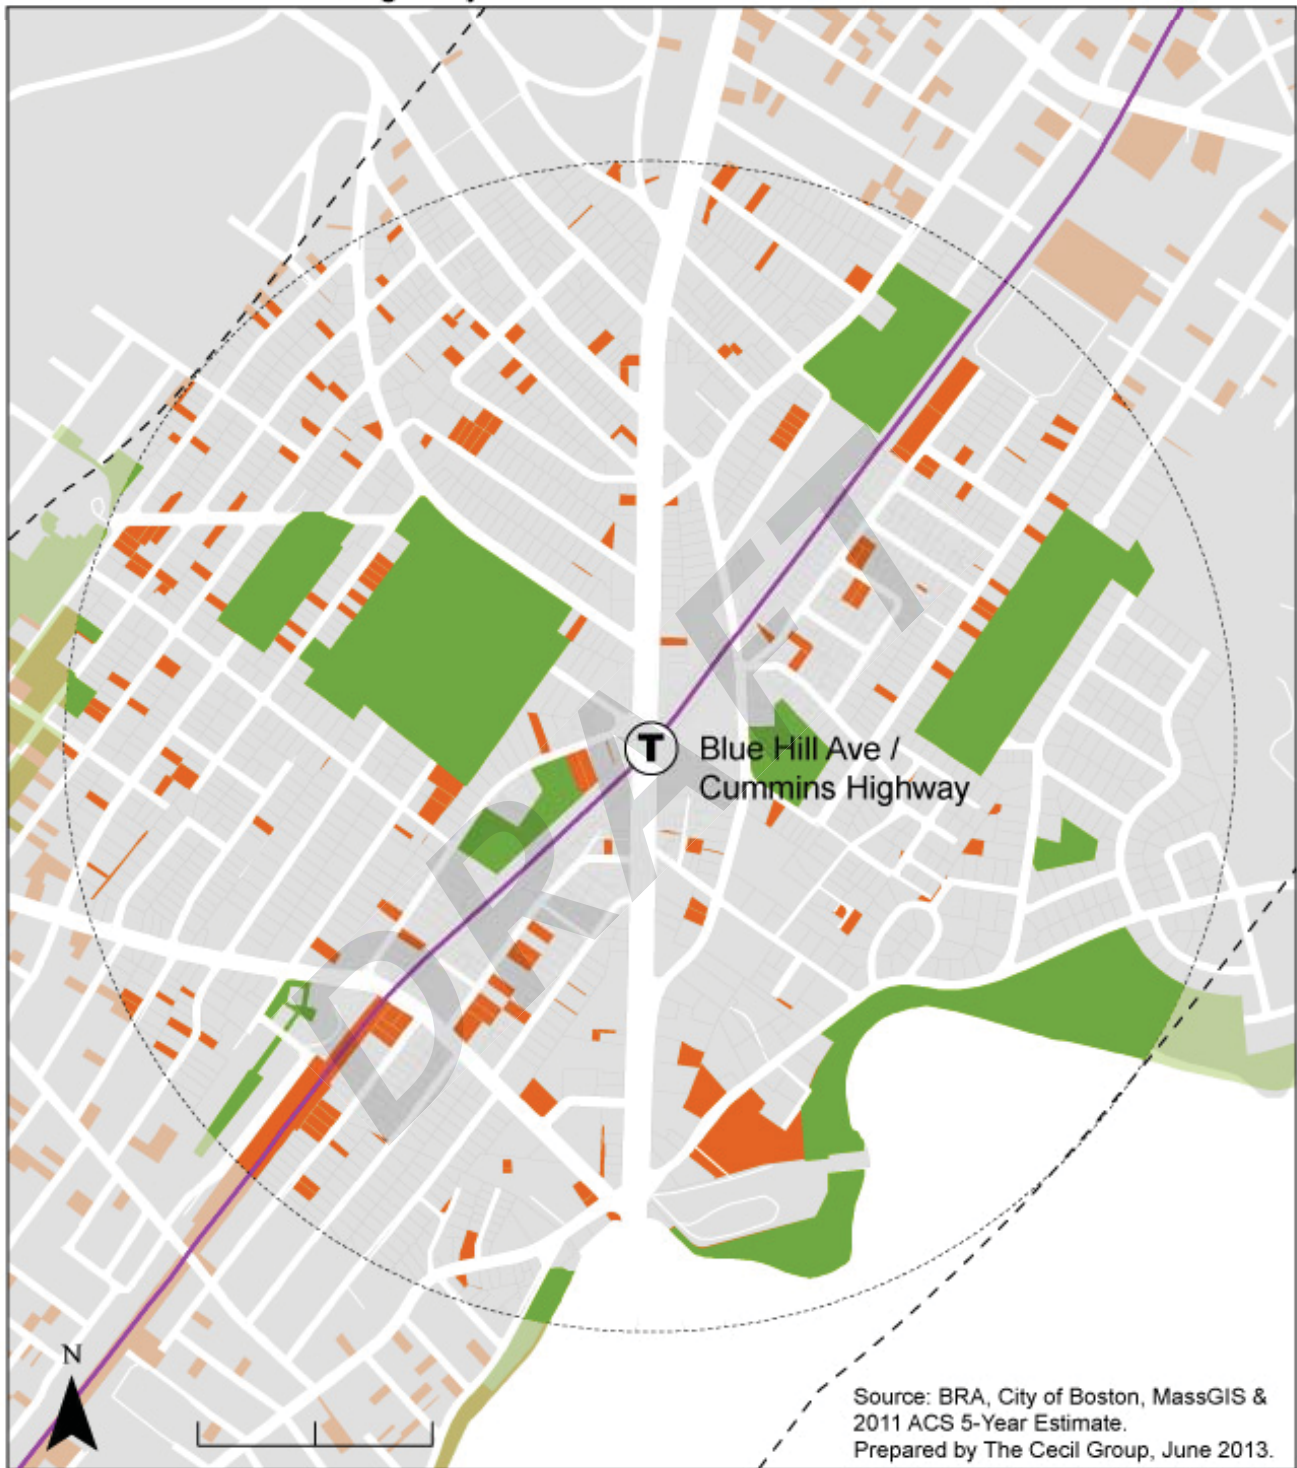 T
Blue Hill Ave /
Cummins Highway
DRAFT
N
Source: BRA, City of Boston, MassGIS &
2011 ACS 5-Year Estimate.
Prepared by The Cecil Group, June 2013.